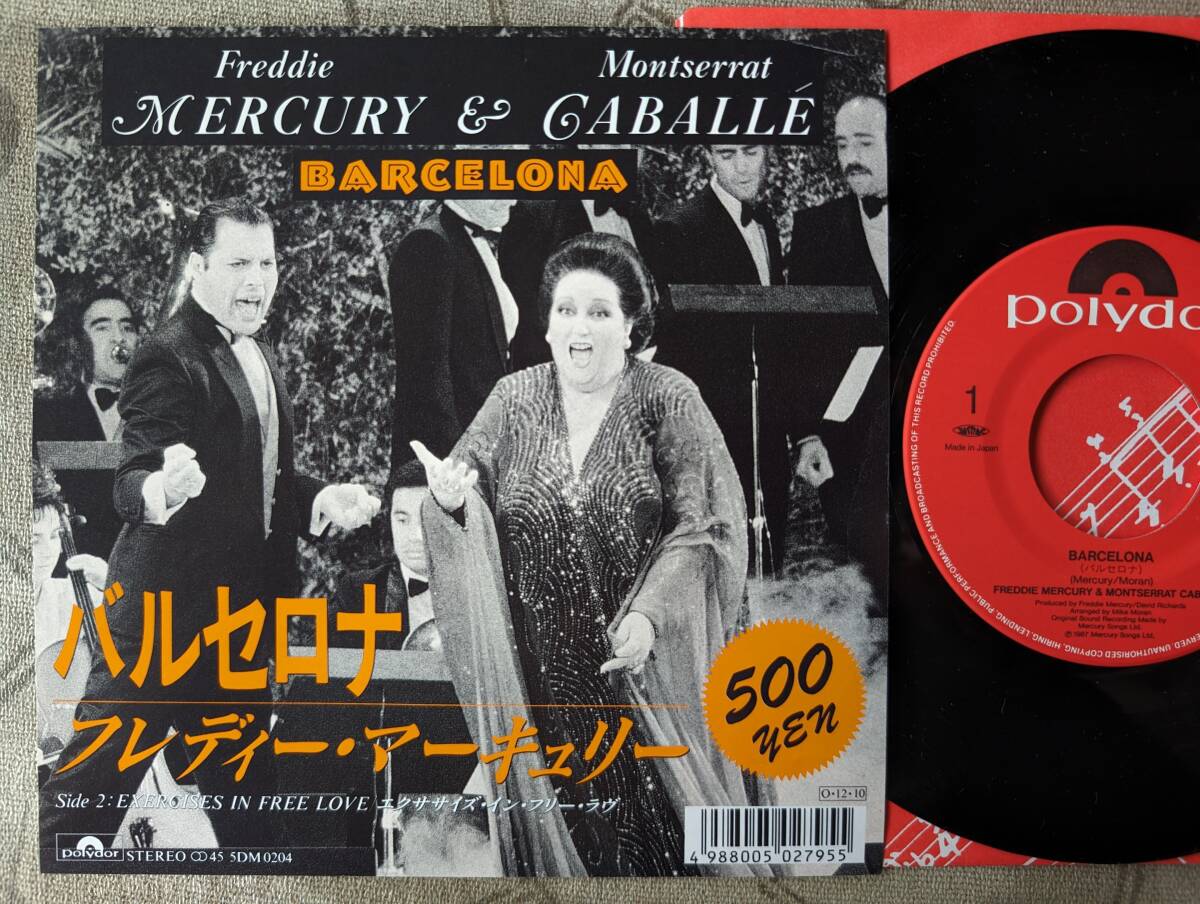 Freddie Montserrat
MERCURY & CABALLÉ
BARCELONA
バルセロナ
フレディー・マーキュリー
500
YEN
Side 2: EXERCISES IN FREE LOVE エクササイズ・イン・フリー・ラヴ
O・12・10
polydor STEREO 45 5DM 0204
4 988005 027955
polydo
1
Made in Japan
BARCELONA
(バルセロナ)
(Mercury/Moran)
FREDDIE MERCURY & MONTSERRAT CAB
Produced by Freddie Mercury/David Richards
Arranged by Mike Moran
Original Sound Recording Made by
Mercury Songs Ltd.
℗1987 Mercury Songs Ltd.
ERVED. UNAUTHORISED COPYING, HIRING, LENDING, PUBLIC PERFORMANCE AND BROADCASTING OF THIS RECORD PROHIBITED.